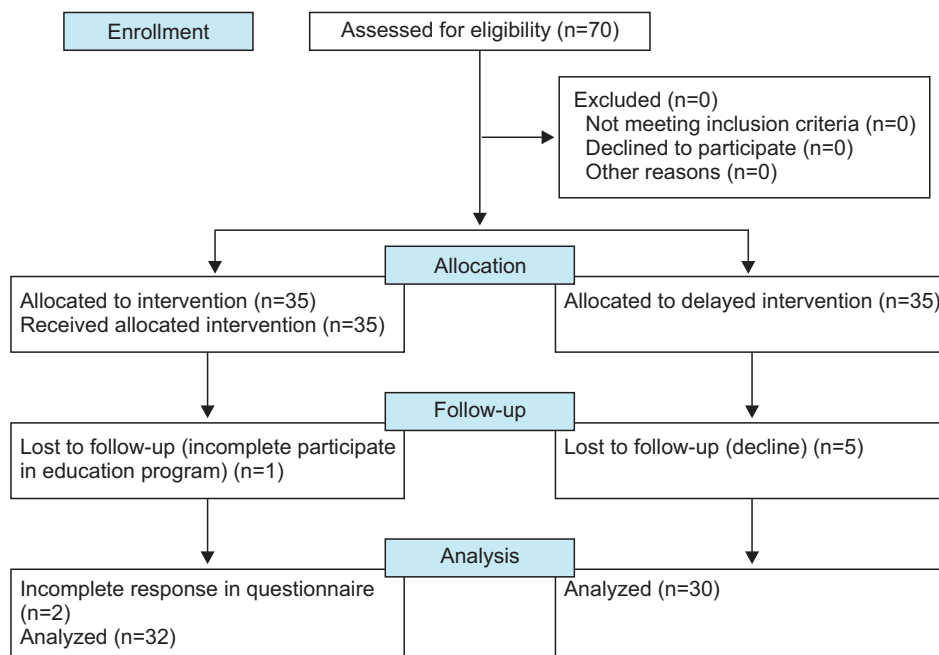 Enrollment
Assessed for eligibility (n=70)
Excluded (n=0)
Not meeting inclusion criteria (n=0)
Declined to participate (n=0)
Other reasons (n=0)
Allocation
Allocated to intervention (n=35)
Received allocated intervention (n=35)
Allocated to delayed intervention (n=35)
Follow-up
Lost to follow-up (incomplete participate
in education program) (n=1)
Lost to follow-up (decline) (n=5)
Analysis
Incomplete response in questionnaire
(n=2)
Analyzed (n=32)
Analyzed (n=30)